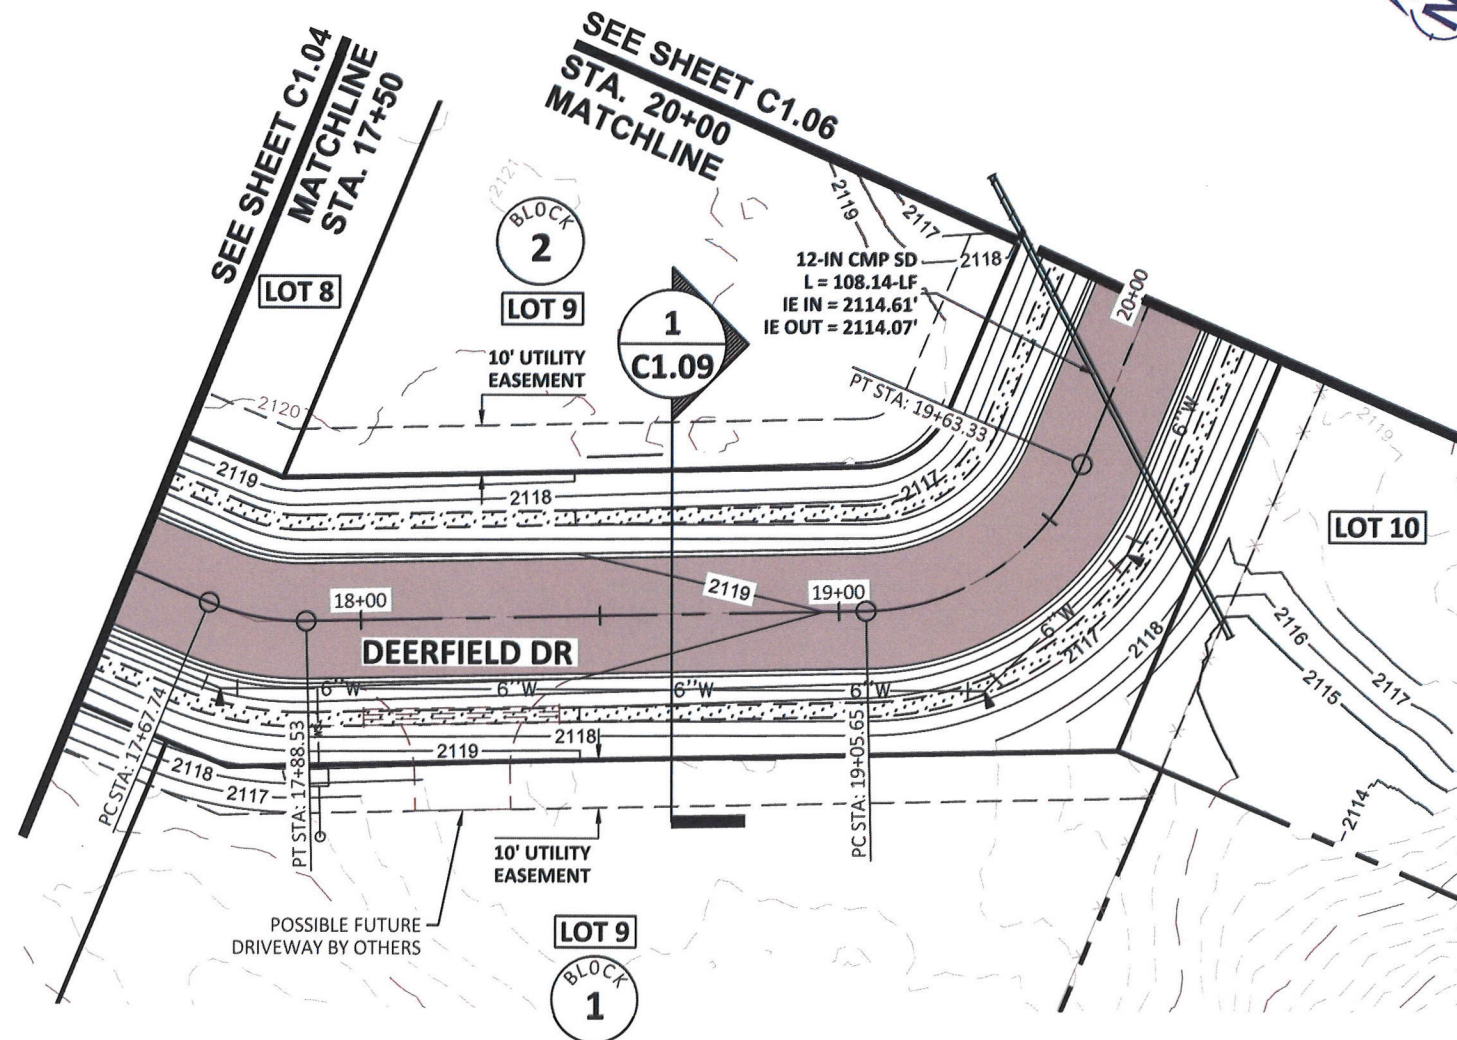 SEE SHEET C1.04
MATCHLINE
STA. 17+50
SEE SHEET C1.06
STA. 20+00
MATCHLINE
N
2121
BLOCK
2
LOT 9
LOT 8
10' UTILITY
EASEMENT
1
C1.09
2119
2117
2118
12-IN CMP SD
L = 108.14-LF
IE IN = 2114.61'
IE OUT = 2114.07'
20+00
PT STA: 19+63.33
6"W
2119
LOT 10
2120
2119
2118
2117
2119
18+00
19+00
DEERFIELD DR
6"W
6"W
6"W
6"W
6"W
2117
2118
2116
2117
2115
2114
PC STA: 17+67.74
PT STA: 17+88.53
PC STA: 19+05.65
2118
2119
2118
2117
10' UTILITY
EASEMENT
POSSIBLE FUTURE
DRIVEWAY BY OTHERS
LOT 9
BLOCK
1